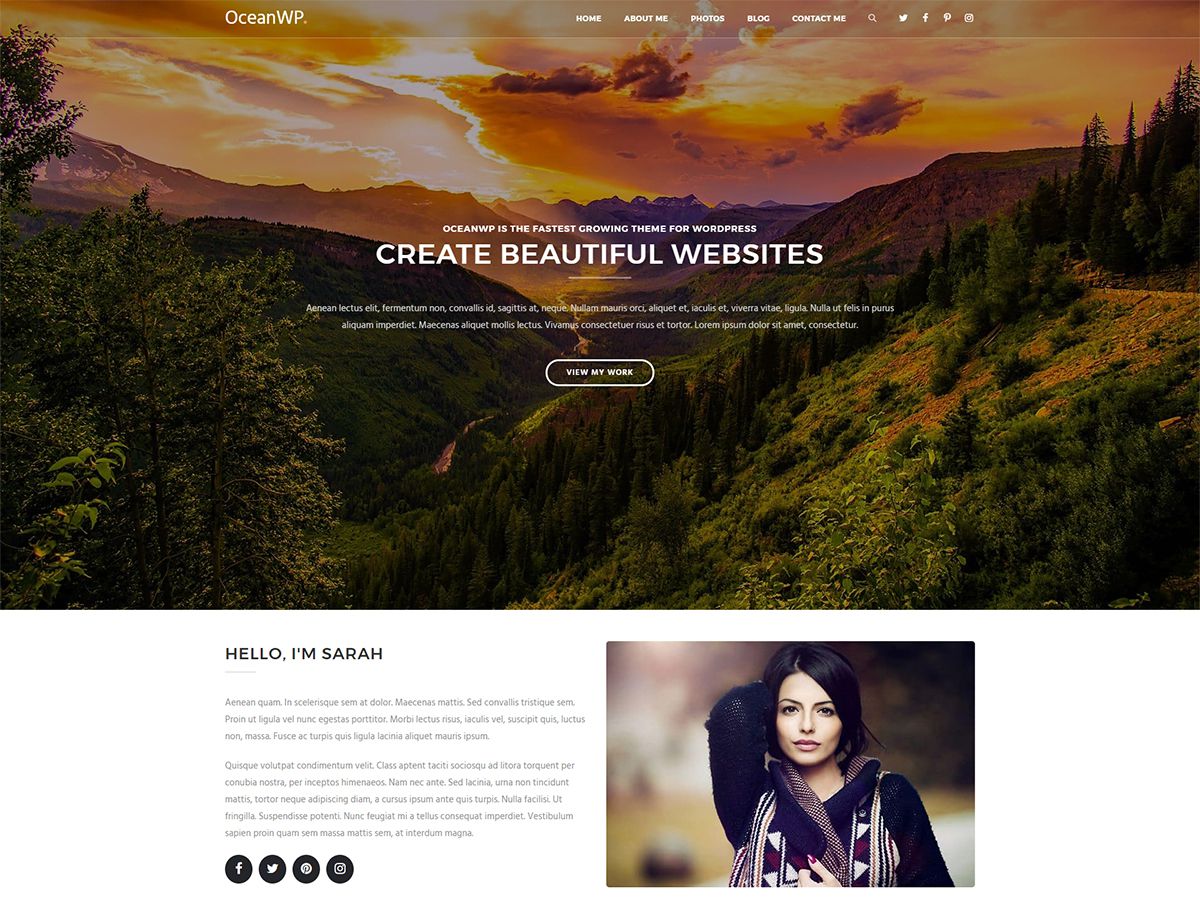 OceanWP.
HOME ABOUT ME PHOTOS BLOG CONTACT ME
OCEANWP IS THE FASTEST GROWING THEME FOR WORDPRESS
CREATE BEAUTIFUL WEBSITES
Aenean lectus elit, fermentum non, convallis id, sagittis at, neque. Nullam mauris orci, aliquet et, iaculis et, viverra vitae, ligula. Nulla ut felis in purus
aliquam imperdiet. Maecenas aliquet mollis lectus. Vivamus consectetuer risus et tortor. Lorem ipsum dolor sit amet, consectetur.
VIEW MY WORK
HELLO, I'M SARAH
Aenean quam. In scelerisque sem at dolor. Maecenas mattis. Sed convallis tristique sem.
Proin ut ligula vel nunc egestas porttitor. Morbi lectus risus, iaculis vel, suscipit quis, luctus
non, massa. Fusce ac turpis quis ligula lacinia aliquet mauris ipsum.
Quisque volutpat condimentum velit. Class aptent taciti sociosqu ad litora torquent per
conubia nostra, per inceptos himenaeos. Nam nec ante. Sed lacinia, urna non tincidunt
mattis, tortor neque adipiscing diam, a cursus ipsum ante quis turpis. Nulla facilisi. Ut
fringilla. Suspendisse potenti. Nunc feugiat mi a tellus consequat imperdiet. Vestibulum
sapien proin quam sem massa mattis sem, at interdum magna.